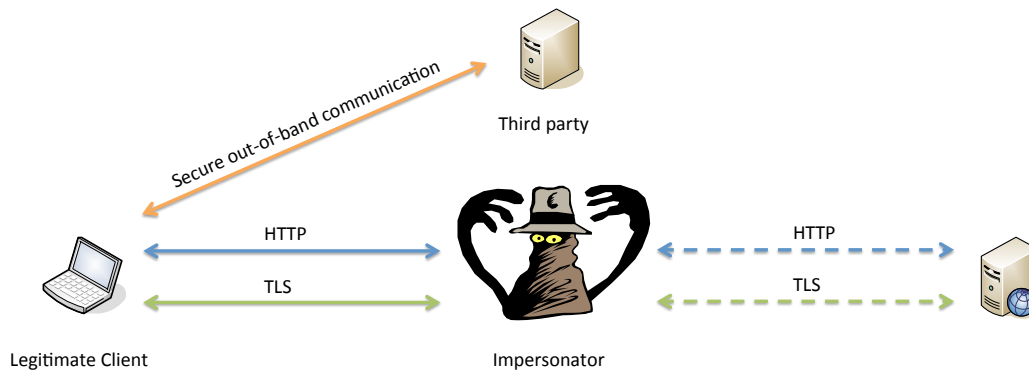 Third party
Secure out-of-band communication
HTTP
TLS
HTTP
TLS
Legitimate Client
Impersonator